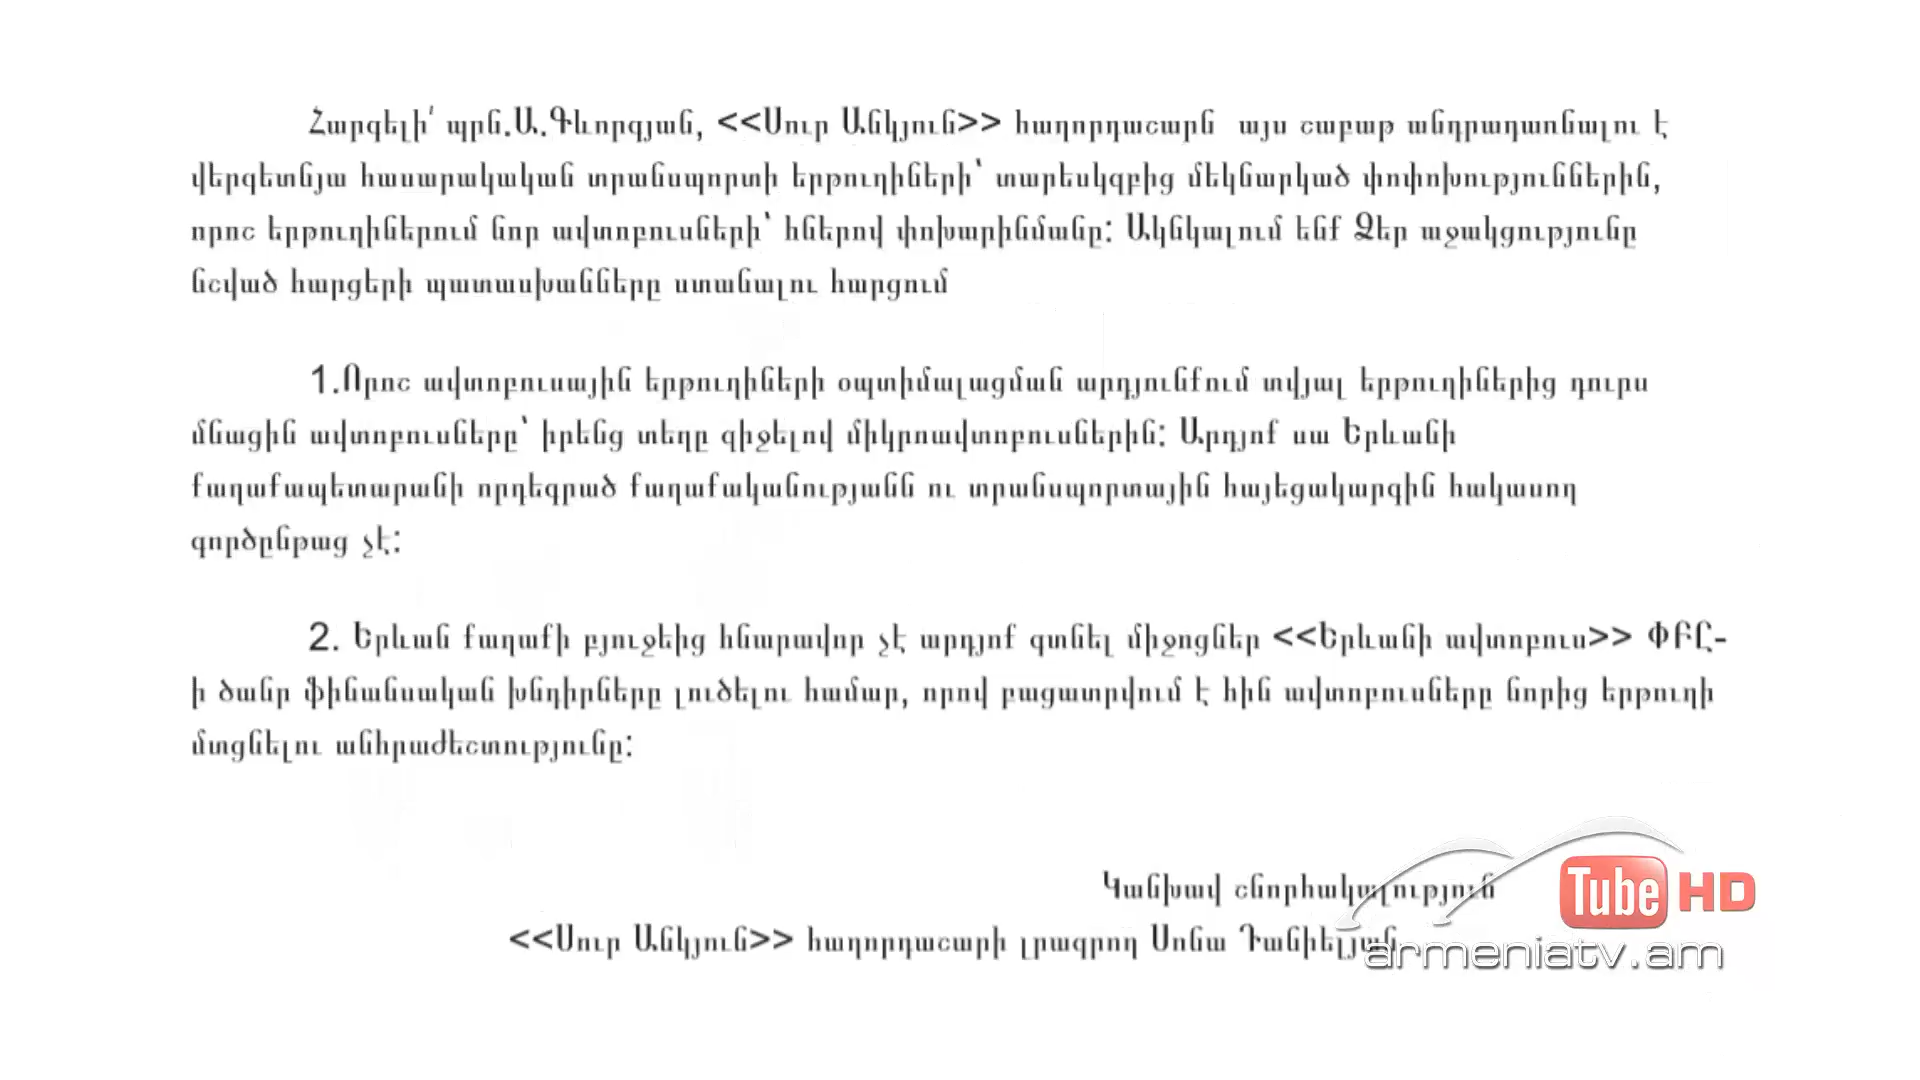 Հարգելի՛ պրն.Ա.Գևորգյան, <<Սուր Անկյուն>> հաղորդաշարն այս շաբաթ անդրադառնալու է
վերգետնյա հասարակական տրանսպորտի երթուղիների՝ տարեսկզբից մեկնարկած փոփոխություններին,
որոշ երթուղիներում նոր ավտոբուսների՝ հներով փոխարինմանը: Ակնկալում ենք Ձեր աջակցությունը
նշված հարցերի պատասխանները ստանալու հարցում
1.Որոշ ավտոբուսային երթուղիների օպտիմալացման արդյունքում տվյալ երթուղիներից դուրս
մնացին ավտոբուսները՝ իրենց տեղը զիջելով միկրոավտոբուսներին: Արդյոք սա Երևանի
քաղաքապետարանի որդեգրած քաղաքականությանն ու տրանսպորտային հայեցակարգին հակասող
գործընթաց չէ:
2. Երևան քաղաքի բյուջեից հնարավոր չէ արդյոք գտնել միջոցներ <<Երևանի ավտոբուս>> ՓԲԸ-
ի ծանր ֆինանսական խնդիրները լուծելու համար, որով բացատրվում է հին ավտոբուսները նորից երթուղի
մտցնելու անհրաժեշտությունը:
Կանխավ շնորհակալություն
<<Սուր Անկյուն>> հաղորդաշարի լրագրող Սոնա Դանիելյան
Tube HD
armeniatv.am